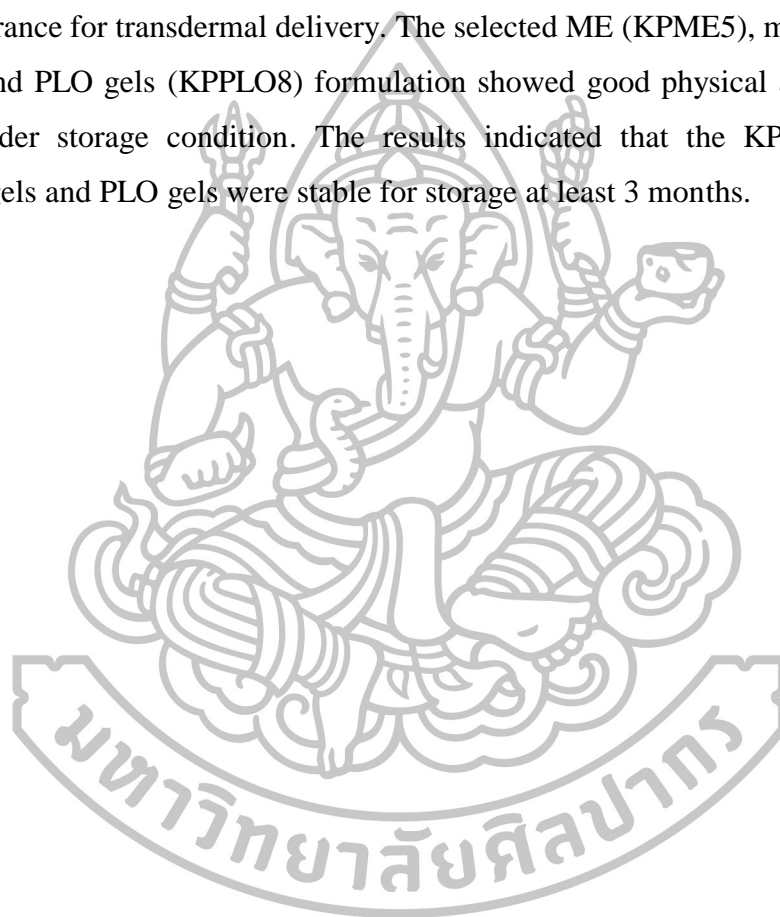 rance for transdermal delivery. The selected ME (KPME5), m
nd PLO gels (KPPLO8) formulation showed good physical
der storage condition. The results indicated that the KP
gels and PLO gels were stable for storage at least 3 months.
มหาวิทยาลัยศิลปากร